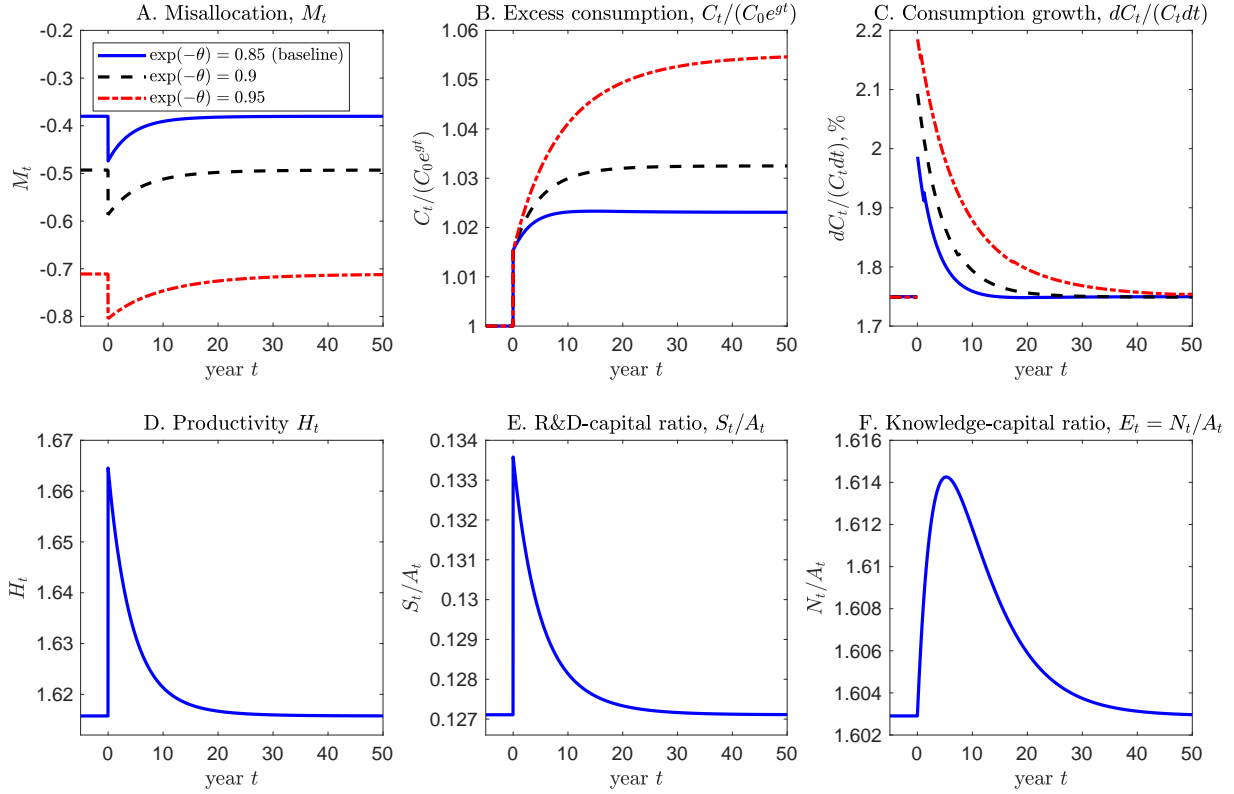 A. Misallocation, $M_t$
-0.2
-0.3
-0.4
-0.5
-0.6
-0.7
-0.8
$M_t$
exp(−θ) = 0.85 (baseline)
exp(−θ) = 0.9
exp(−θ) = 0.95
0 10 20 30 40 50
year $t$
B. Excess consumption, $C_t/(C_0e^{gt})$
1.06
1.05
1.04
1.03
1.02
1.01
1
$C_t/(C_0e^{gt})$
0 10 20 30 40 50
year $t$
C. Consumption growth, $dC_t/(C_tdt)$
2.2
2.1
2
1.9
1.8
1.7
$dC_t/(C_tdt)$, %
0 10 20 30 40 50
year $t$
D. Productivity $H_t$
1.67
1.66
1.65
1.64
1.63
1.62
$H_t$
0 10 20 30 40 50
year $t$
E. R&D-capital ratio, $S_t/A_t$
0.134
0.133
0.132
0.131
0.13
0.129
0.128
0.127
$S_t/A_t$
0 10 20 30 40 50
year $t$
F. Knowledge-capital ratio, $E_t = N_t/A_t$
1.616
1.614
1.612
1.61
1.608
1.606
1.604
1.602
$N_t/A_t$
0 10 20 30 40 50
year $t$